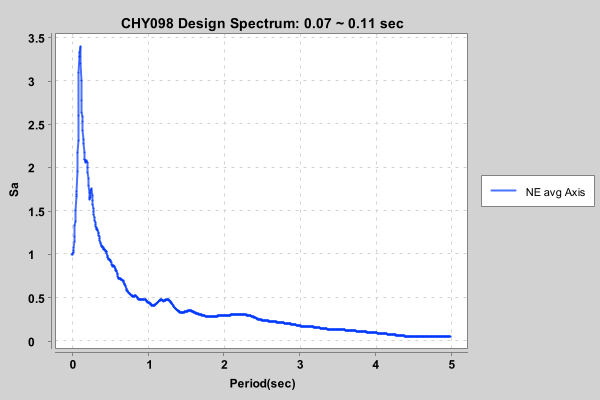 CHY098 Design Spectrum: 0.07 ~ 0.11 sec
3.5
3
2.5
2
1.5
1
0.5
0
Sa
0 1 2 3 4 5
Period(sec)
NE avg Axis